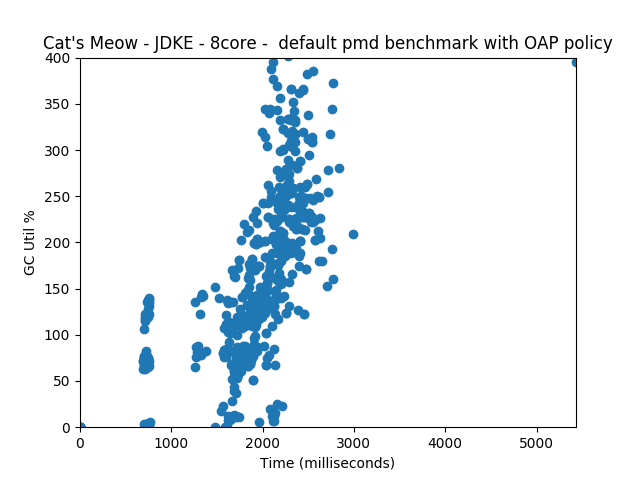 Cat's Meow - JDKE - 8core -  default pmd benchmark with OAP policy
400
350
300
250
200
150
100
50
0
GC Util %
0 1000 2000 3000 4000 5000
Time (milliseconds)